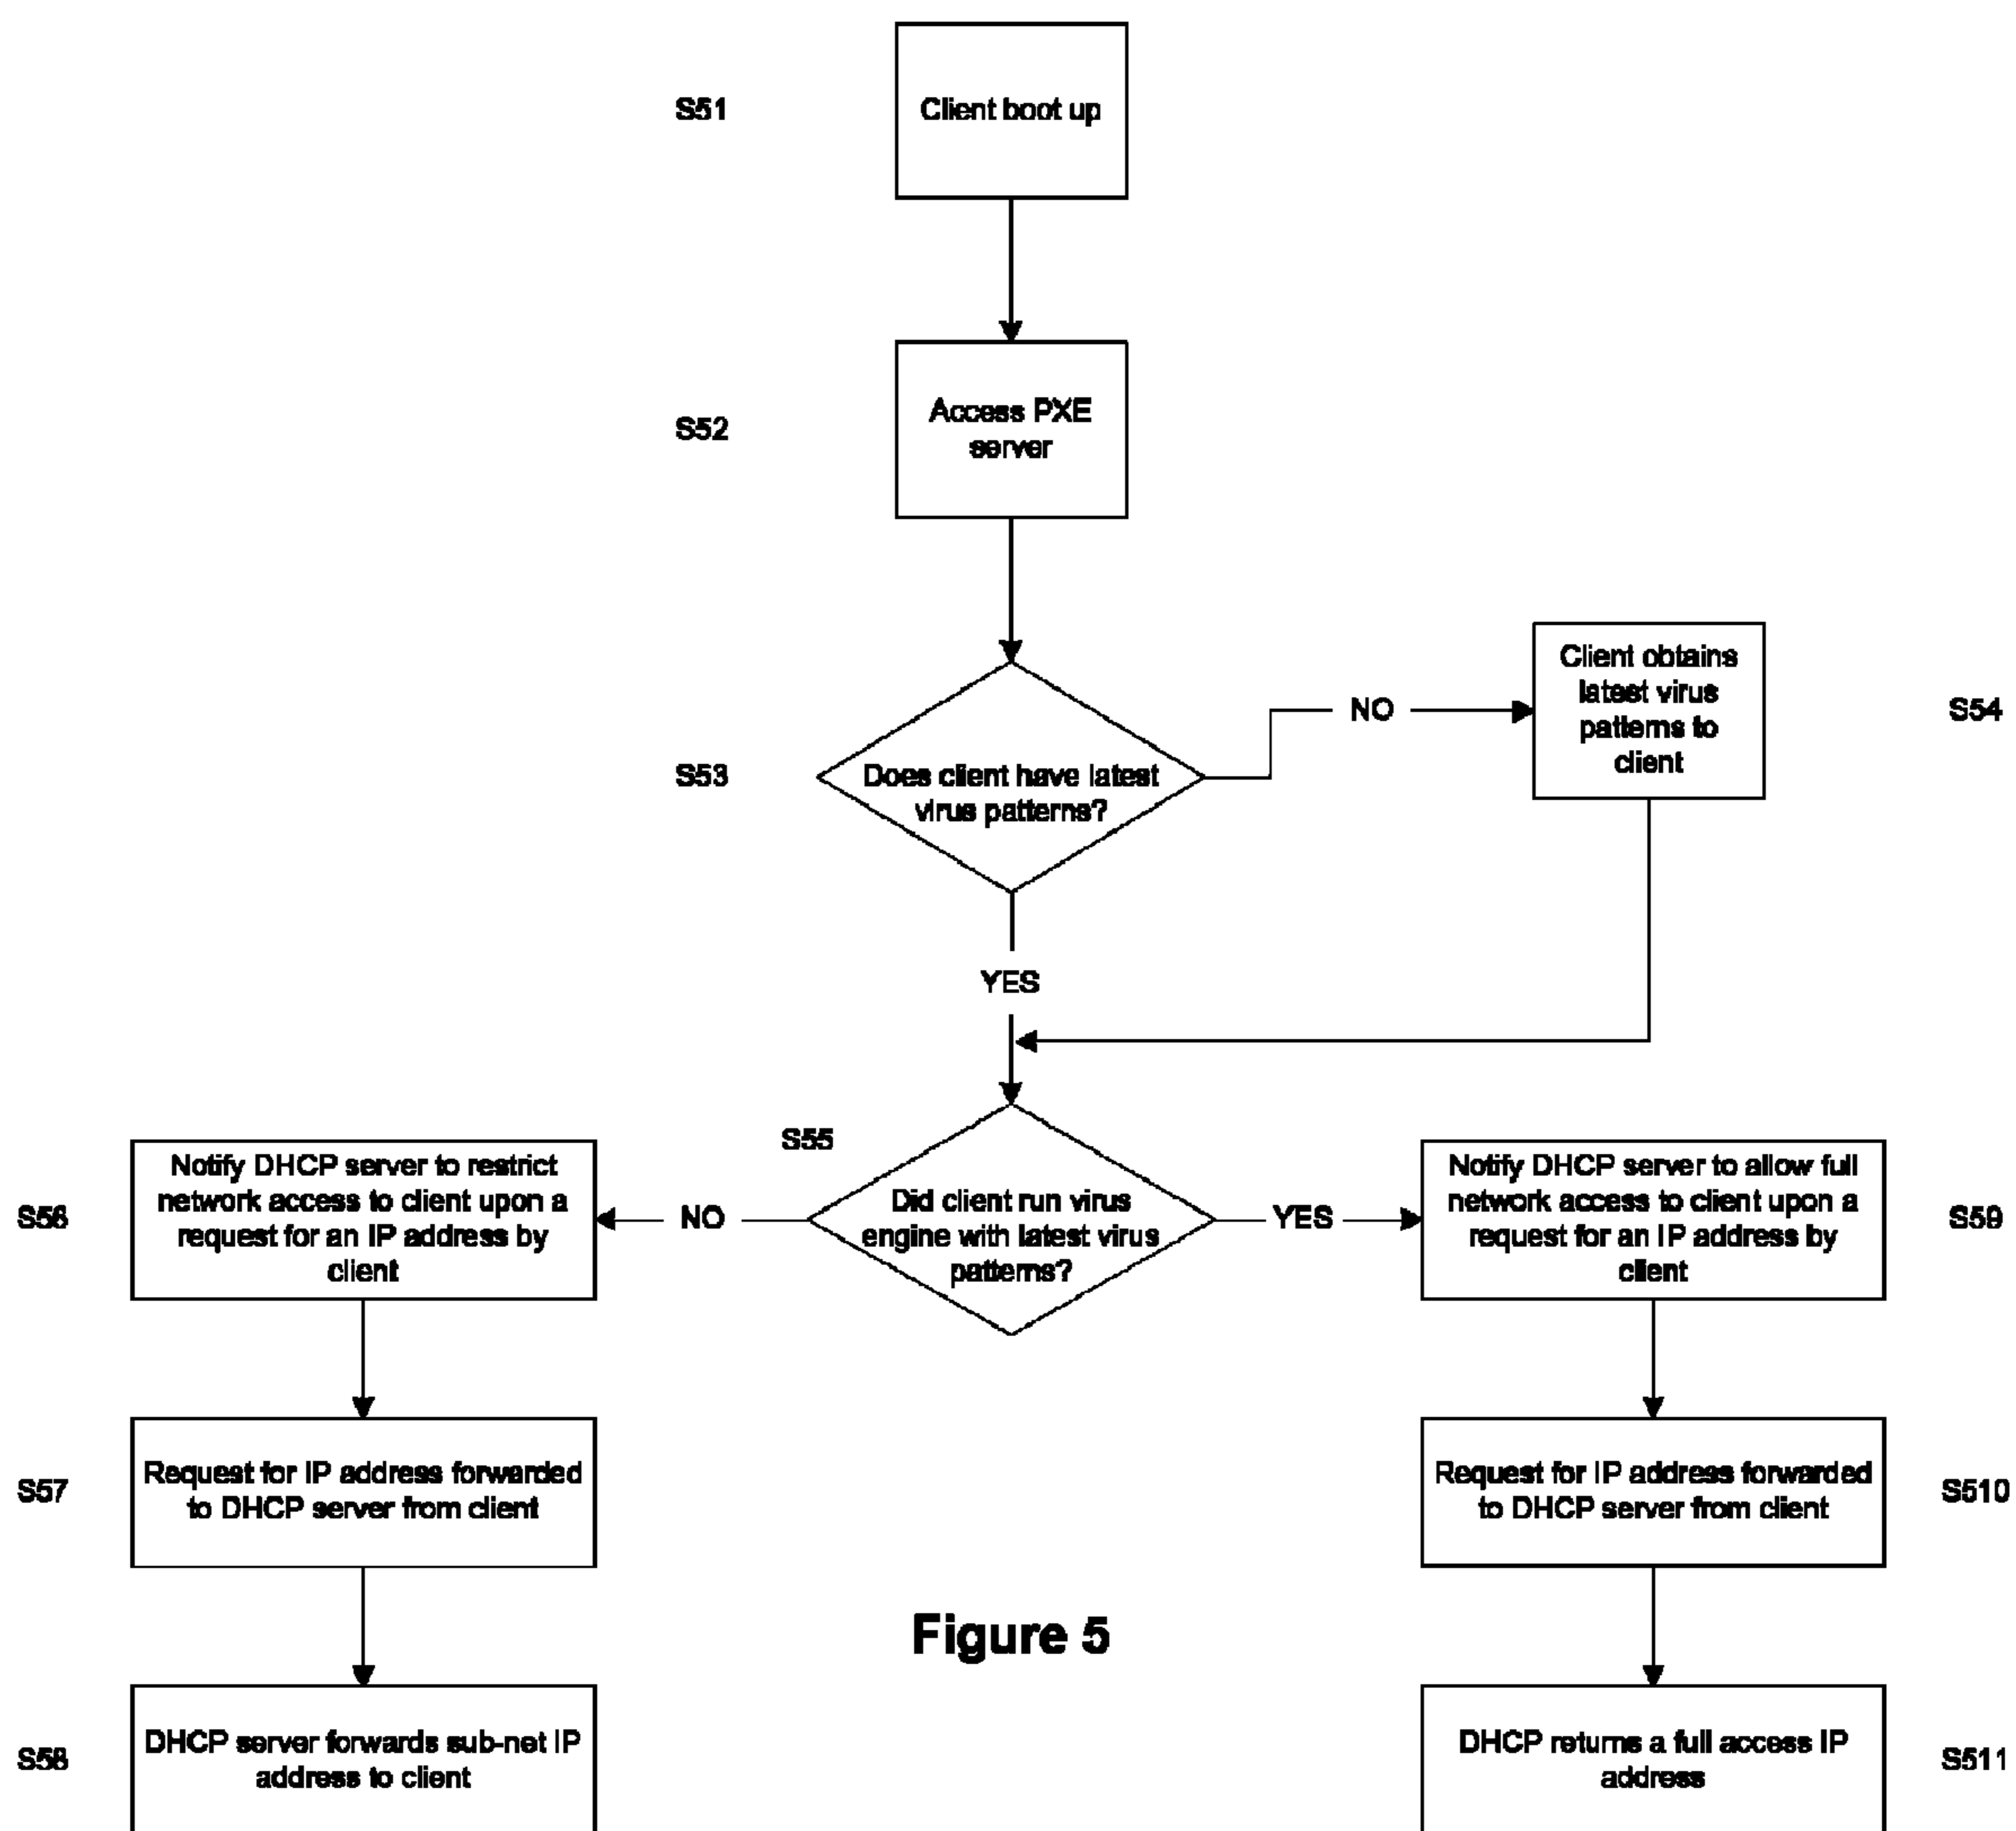 S51
Client boot up
S52
Access PXE
server
S53
Does client have latest
virus patterns?
NO
Client obtains
latest virus
patterns to
client
S54
YES
S55
Did client run virus
engine with latest virus
patterns?
NO
YES
S56
Notify DHCP server to restrict
network access to client upon a
request for an IP address by
client
Notify DHCP server to allow full
network access to client upon a
request for an IP address by
client
S59
S57
Request for IP address forwarded
to DHCP server from client
Request for IP address forwarded
to DHCP server from client
S510
Figure 5
S58
DHCP server forwards sub-net IP
address to client
DHCP returns a full access IP
address
S511